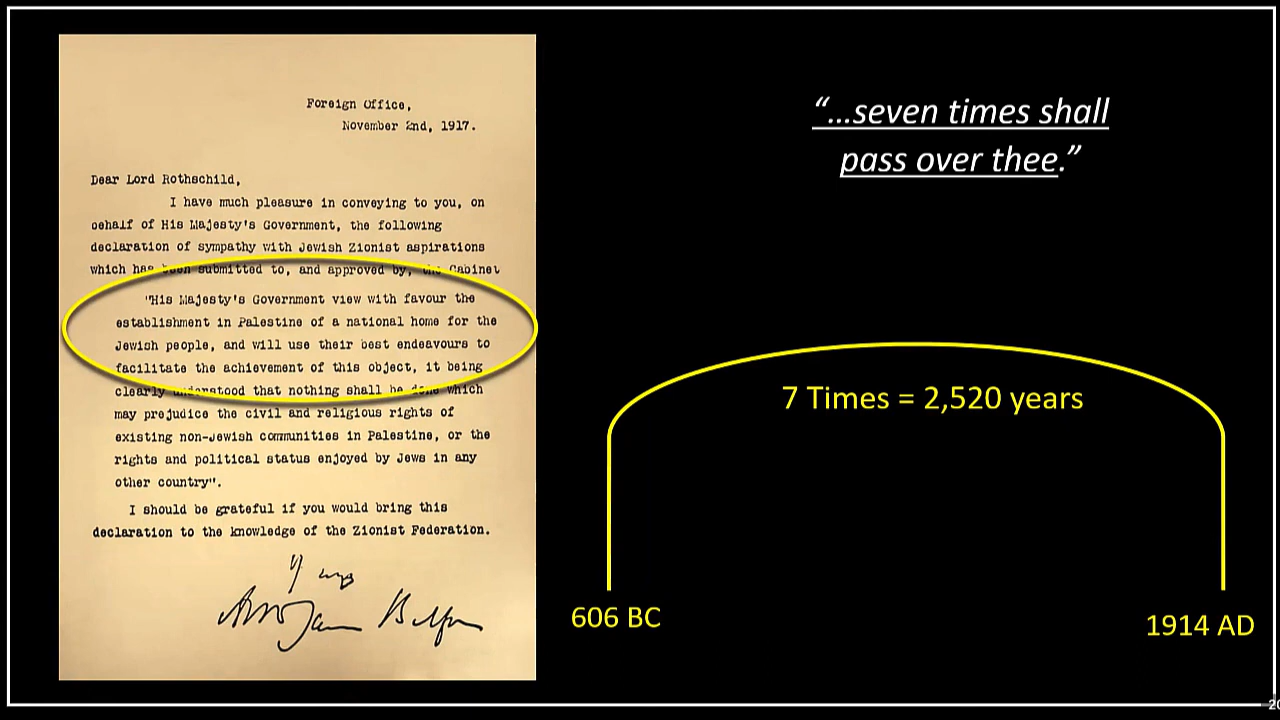 Foreign Office,
November 2nd, 1917.
Dear Lord Rothschild,
I have much pleasure in conveying to you, on
behalf of His Majesty's Government, the following
declaration of sympathy with Jewish Zionist aspirations
which has been submitted to, and approved by, the Cabinet
"His Majesty's Government view with favour the
establishment in Palestine of a national home for the
Jewish people, and will use their best endeavours to
facilitate the achievement of this object, it being
clearly understood that nothing shall be done which
may prejudice the civil and religious rights of
existing non-Jewish communities in Palestine, or the
rights and political status enjoyed by Jews in any
other country".
I should be grateful if you would bring this
declaration to the knowledge of the Zionist Federation.
Balfour
“...seven times shall
pass over thee.”
7 Times = 2,520 years
606 BC
1914 AD